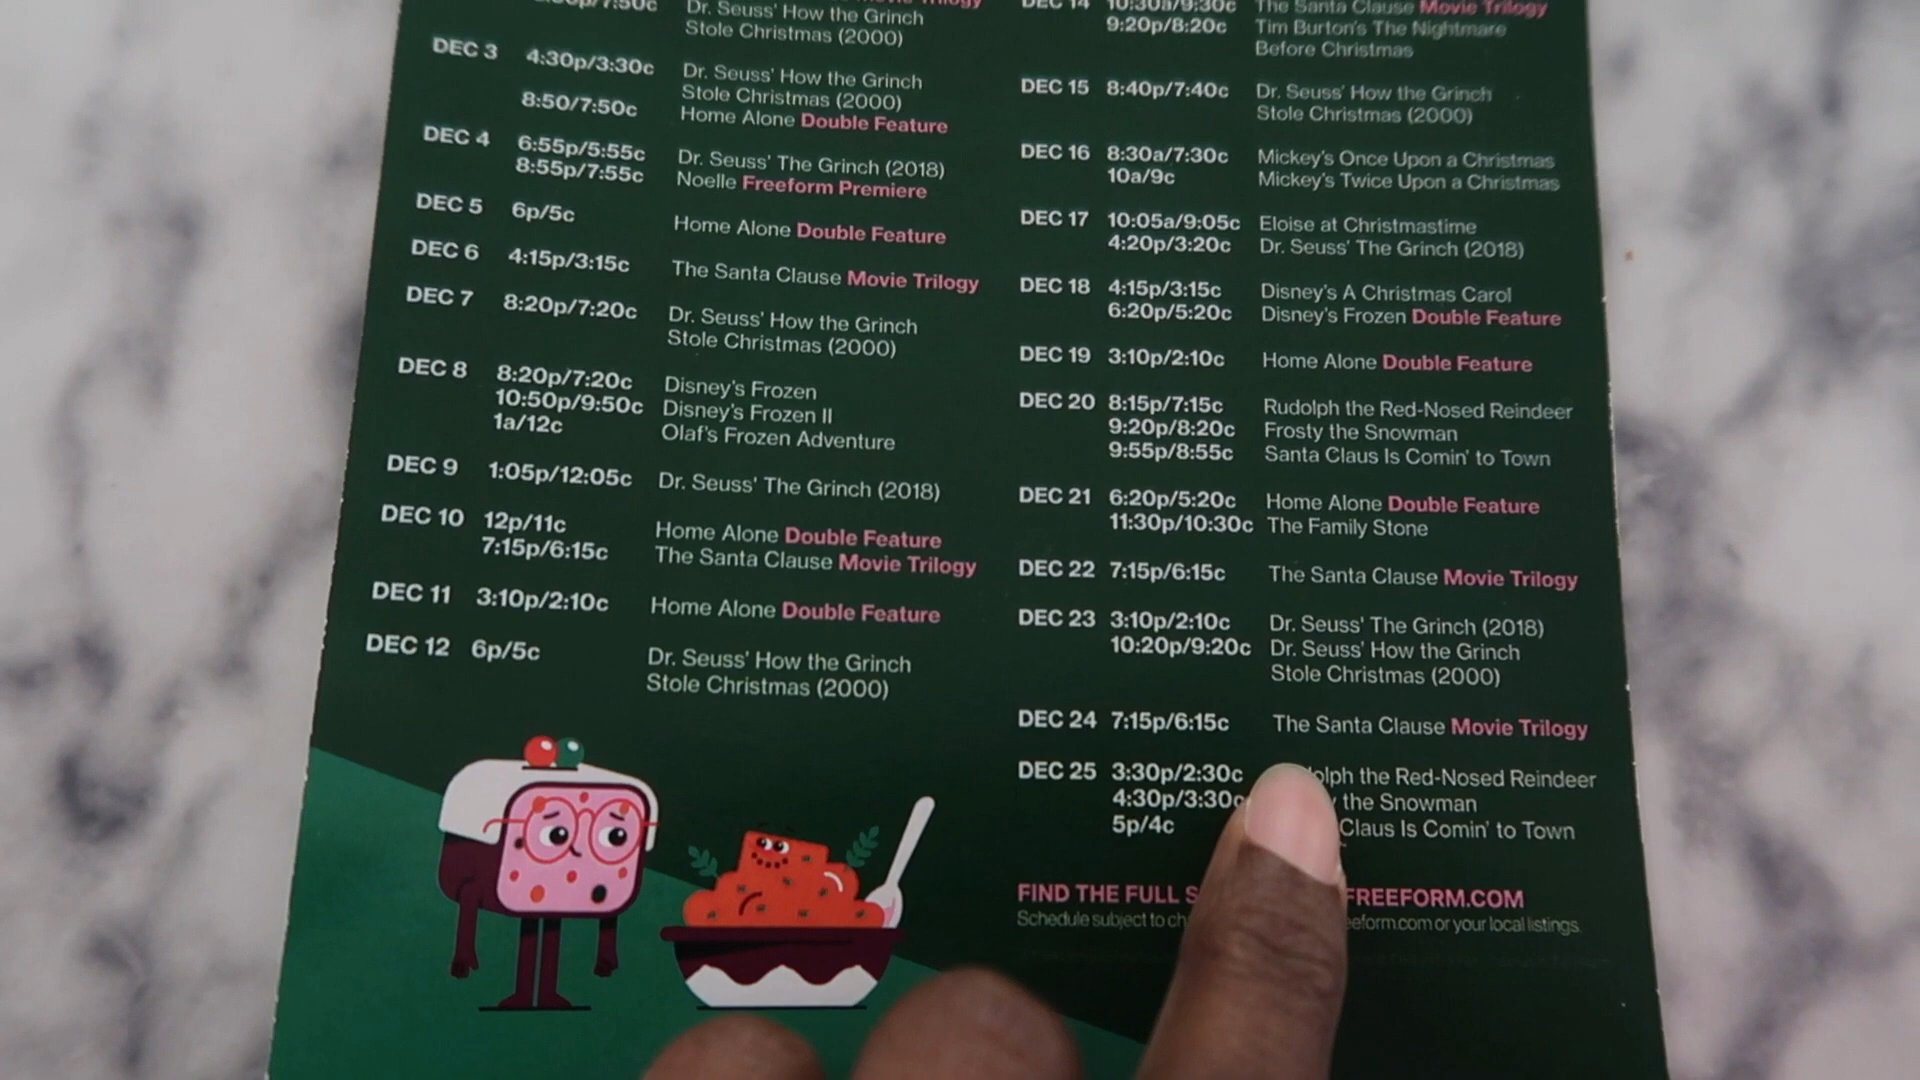 7:50c
Dr. Seuss' How the Grinch
Stole Christmas (2000)
DEC 3 4:30p/3:30c Dr. Seuss' How the Grinch
Stole Christmas (2000)
8:50/7:50c Home Alone Double Feature
DEC 4 6:55p/5:55c Dr. Seuss' The Grinch (2018)
8:55p/7:55c Noelle Freeform Premiere
DEC 5 6p/5c Home Alone Double Feature
DEC 6 4:15p/3:15c The Santa Clause Movie Trilogy
DEC 7 8:20p/7:20c Dr. Seuss' How the Grinch
Stole Christmas (2000)
DEC 8 8:20p/7:20c Disney's Frozen
10:50p/9:50c Disney's Frozen II
1a/12c Olaf's Frozen Adventure
DEC 9 1:05p/12:05c Dr. Seuss' The Grinch (2018)
DEC 10 12p/11c Home Alone Double Feature
7:15p/6:15c The Santa Clause Movie Trilogy
DEC 11 3:10p/2:10c Home Alone Double Feature
DEC 12 6p/5c Dr. Seuss' How the Grinch
Stole Christmas (2000)
DEC 14 10:30a/9:30c The Santa Clause Movie Trilogy
9:20p/8:20c Tim Burton's The Nightmare
Before Christmas
DEC 15 8:40p/7:40c Dr. Seuss' How the Grinch
Stole Christmas (2000)
DEC 16 8:30a/7:30c Mickey's Once Upon a Christmas
10a/9c Mickey's Twice Upon a Christmas
DEC 17 10:05a/9:05c Eloise at Christmastime
4:20p/3:20c Dr. Seuss' The Grinch (2018)
DEC 18 4:15p/3:15c Disney's A Christmas Carol
6:20p/5:20c Disney's Frozen Double Feature
DEC 19 3:10p/2:10c Home Alone Double Feature
DEC 20 8:15p/7:15c Rudolph the Red-Nosed Reindeer
9:20p/8:20c Frosty the Snowman
9:55p/8:55c Santa Claus Is Comin' to Town
DEC 21 6:20p/5:20c Home Alone Double Feature
11:30p/10:30c The Family Stone
DEC 22 7:15p/6:15c The Santa Clause Movie Trilogy
DEC 23 3:10p/2:10c Dr. Seuss' The Grinch (2018)
10:20p/9:20c Dr. Seuss' How the Grinch
Stole Christmas (2000)
DEC 24 7:15p/6:15c The Santa Clause Movie Trilogy
DEC 25 3:30p/2:30c olph the Red-Nosed Reindeer
4:30p/3:30c the Snowman
5p/4c Claus Is Comin' to Town
FIND THE FULL S FREEFORM.COM
Schedule subject to ch eeform.com or your local listings.